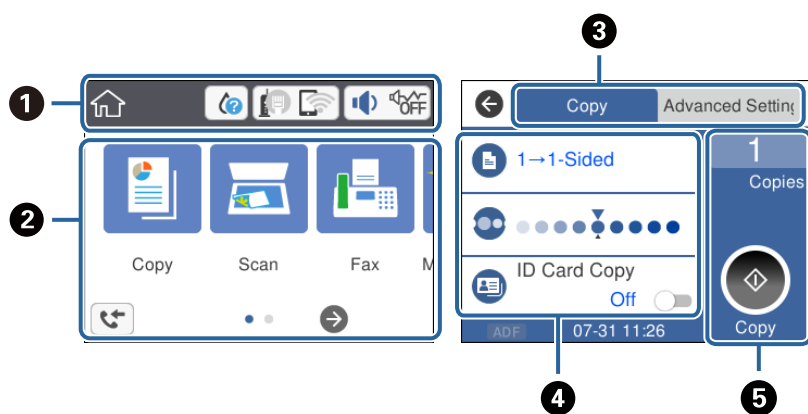 3
1
OFF
Copy
Advanced Setting
1→1-Sided
1
Copies
2
Copy
Scan
Fax
M
ID Card Copy
Off
ADF
07-31 11:26
Copy
4
5